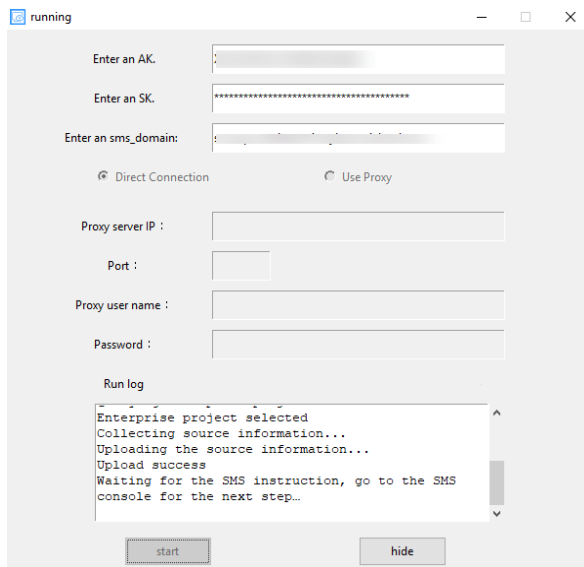 running
Enter an AK.
Enter an SK.
****************************************
Enter an sms_domain:
Direct Connection
Use Proxy
Proxy server IP：
Port：
Proxy user name：
Password：
Run log
Enterprise project selected
Collecting source information...
Uploading the source information...
Upload success
Waiting for the SMS instruction, go to the SMS
console for the next step…
start
hide